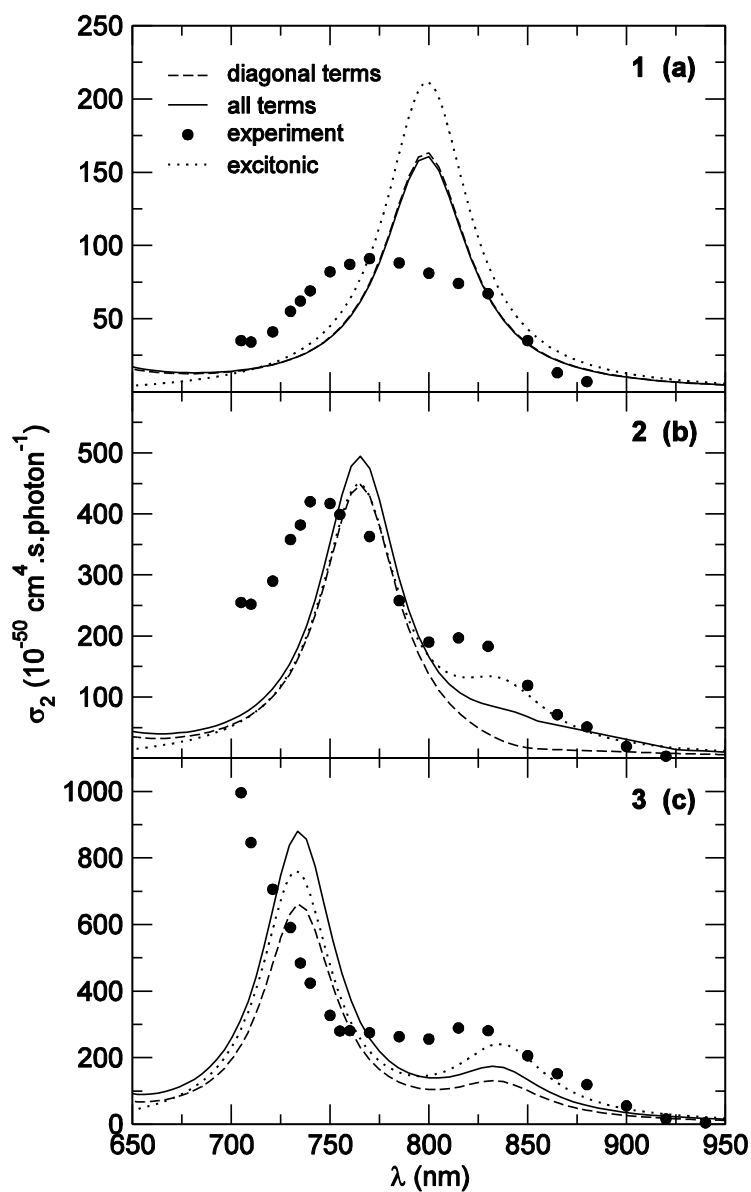 250
1 (a)
diagonal terms
all terms
experiment
excitonic
200
150
100
50
2 (b)
500
400
300
200
100
σ₂ (10⁻⁵⁰ cm⁴.s.photon⁻¹)
3 (c)
1000
800
600
400
200
0
650 700 750 800 850 900 950
λ (nm)